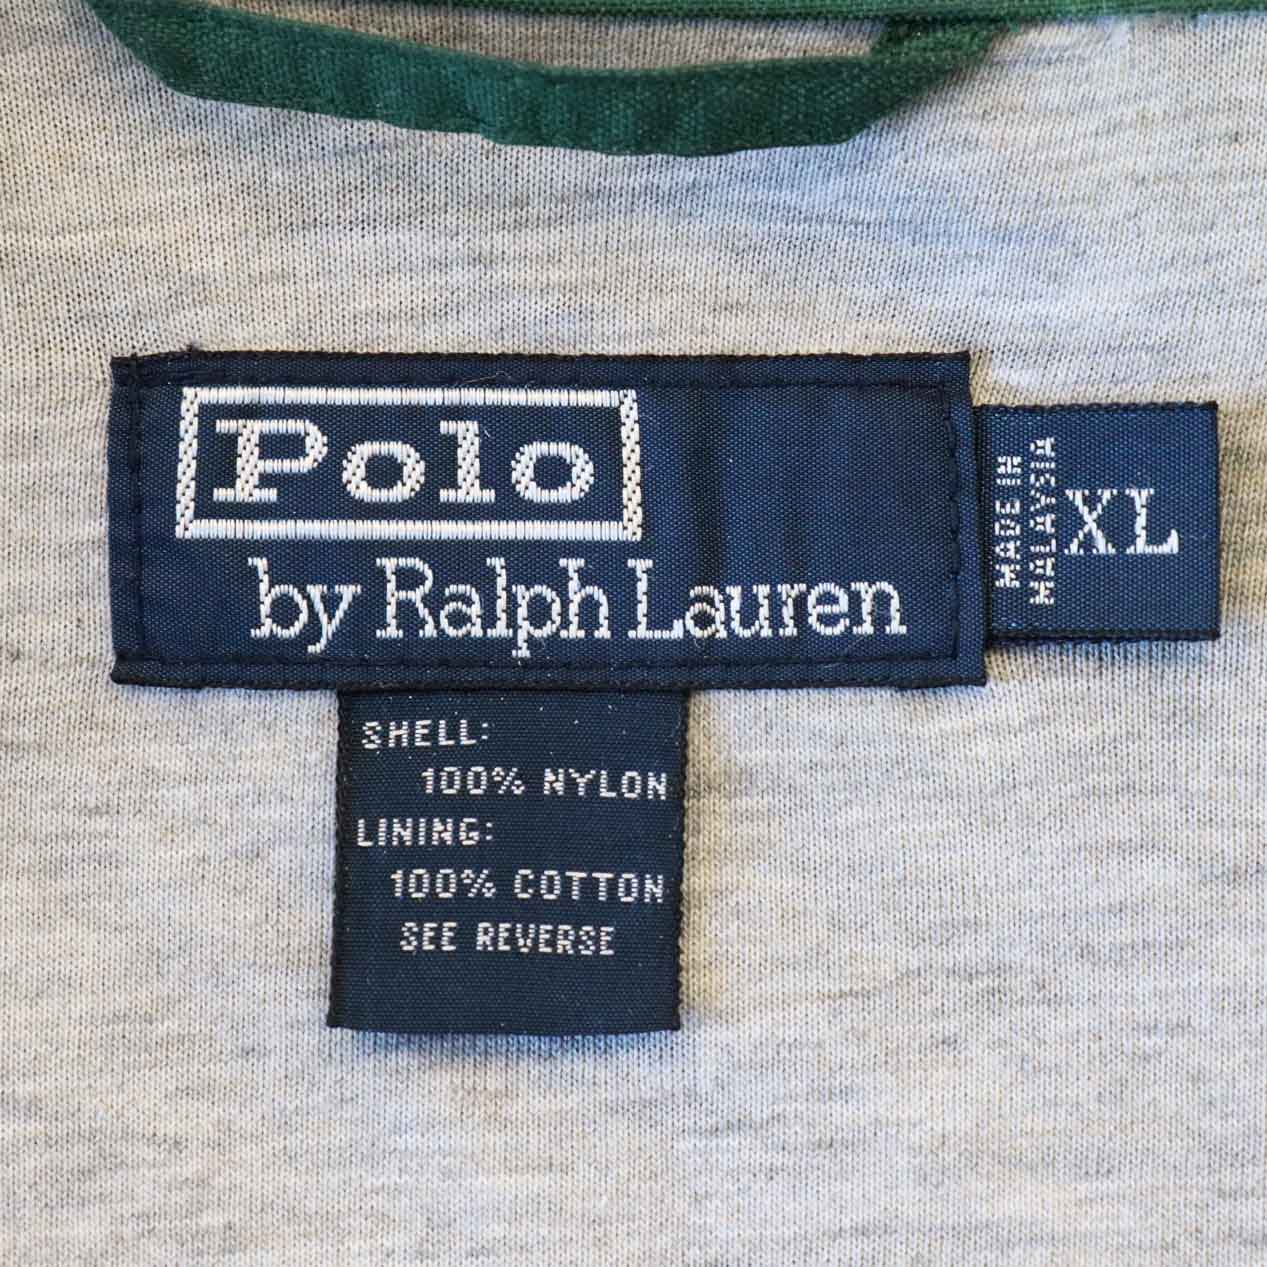 Polo
by Ralph Lauren
MADE IN
MALAYSIA
XL
SHELL:
100% NYLON
LINING:
100% COTTON
SEE REVERSE